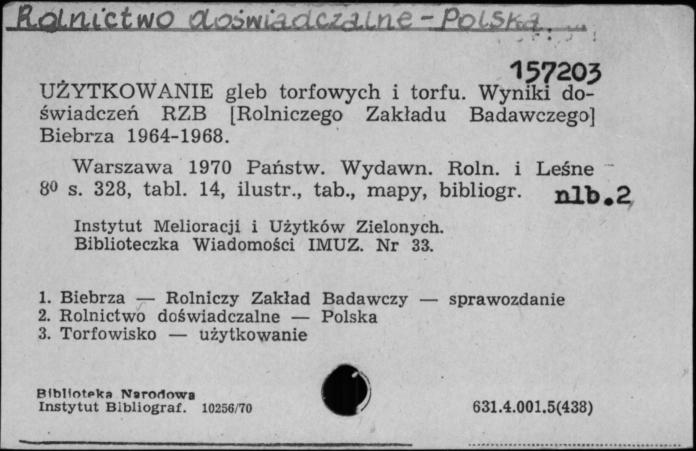 Rolnictwo doświadczalne - Polska
157203
UŻYTKOWANIE gleb torfowych i torfu. Wyniki do-
świadczeń RZB [Rolniczego Zakładu Badawczego]
Biebrza 1964-1968.
Warszawa 1970 Państw. Wydawn. Roln. i Leśne
8⁰ s. 328, tabl. 14, ilustr., tab., mapy, bibliogr. nlb.2
Instytut Melioracji i Użytków Zielonych.
Biblioteczka Wiadomości IMUZ. Nr 33.
1. Biebrza — Rolniczy Zakład Badawczy — sprawozdanie
2. Rolnictwo doświadczalne — Polska
3. Torfowisko — użytkowanie
Biblioteka Narodowa
Instytut Bibliograf. 10256/70 631.4.001.5(438)